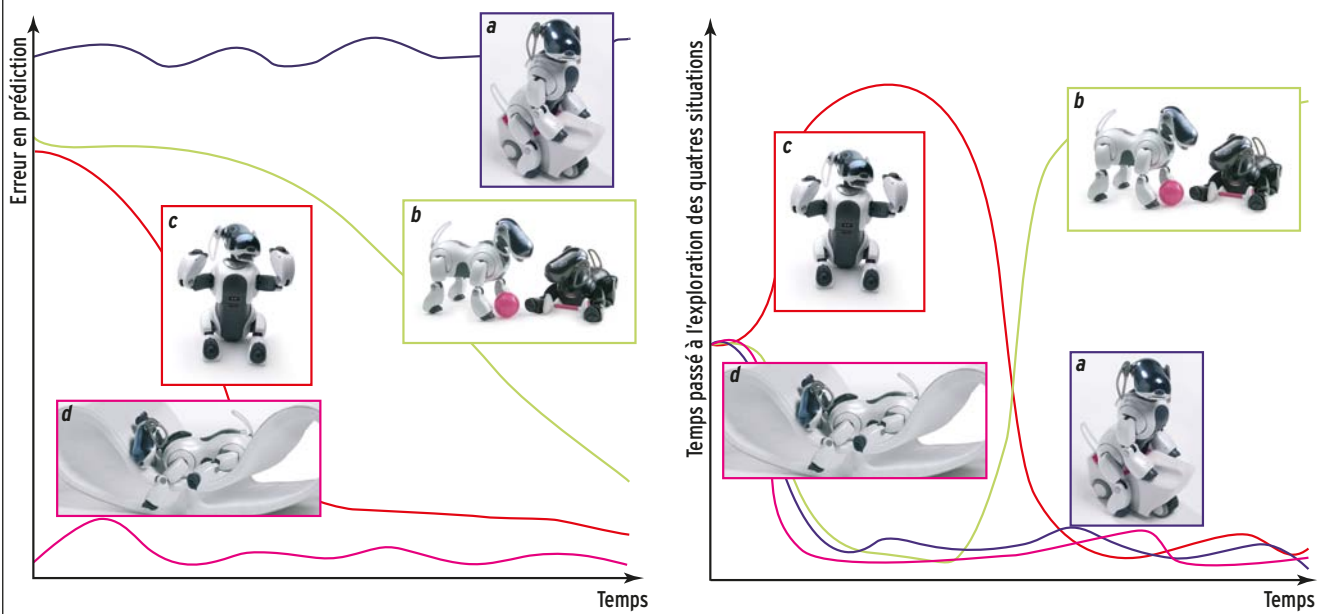 Erreur en prédiction
a
b
c
d
Temps
Temps passé à l'exploration des quatres situations
c
b
d
a
Temps